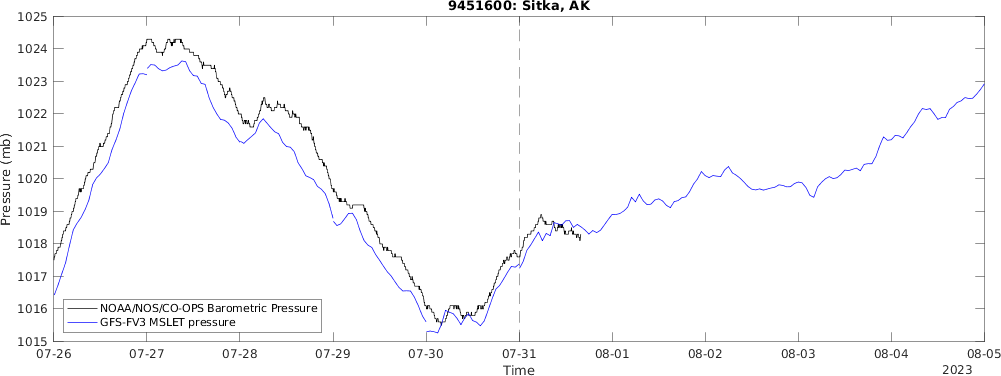 9451600: Sitka, AK
Pressure (mb)
1025
1024
1023
1022
1021
1020
1019
1018
1017
1016
1015
NOAA/NOS/CO-OPS Barometric Pressure
GFS-FV3 MSLET pressure
07-26 07-27 07-28 07-29 07-30 07-31 08-01 08-02 08-03 08-04 08-05
Time
2023